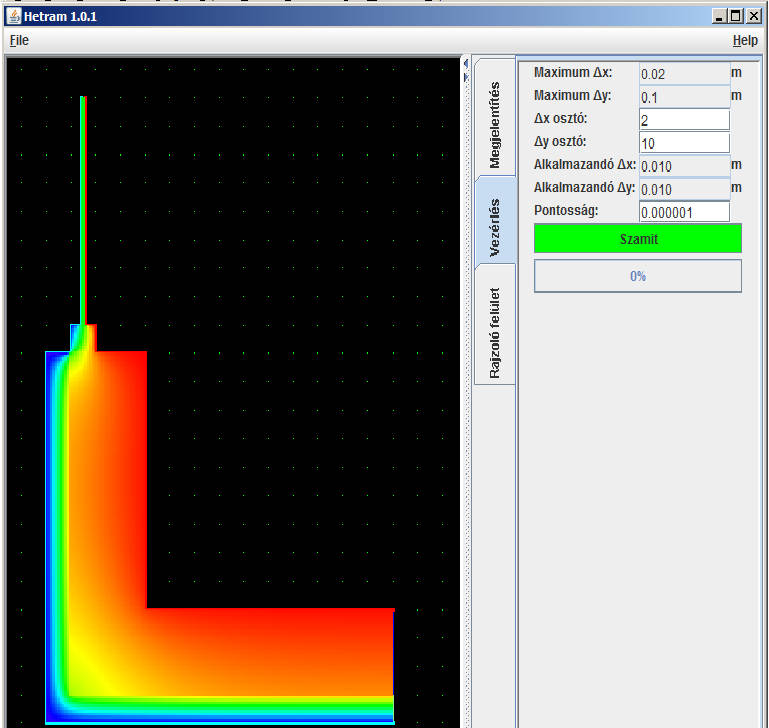 Hetram 1.0.1
File Help
Megjelentítés
Vezérlés
Rajzoló felület
Maximum Δx: 0.02 m
Maximum Δy: 0.1 m
Δx osztó: 2
Δy osztó: 10
Alkalmazandó Δx: 0.010 m
Alkalmazandó Δy: 0.010 m
Pontosság: 0.000001
Szamit
0%